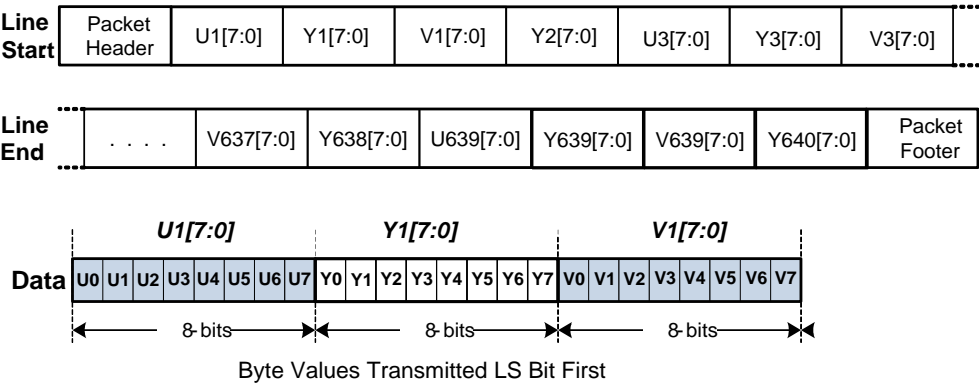 Line Start Packet Header U1[7:0] Y1[7:0] V1[7:0] Y2[7:0] U3[7:0] Y3[7:0] V3[7:0]
Line End . . . . V637[7:0] Y638[7:0] U639[7:0] Y639[7:0] V639[7:0] Y640[7:0] Packet Footer
U1[7:0] Y1[7:0] V1[7:0]
Data U0 U1 U2 U3 U4 U5 U6 U7 Y0 Y1 Y2 Y3 Y4 Y5 Y6 Y7 V0 V1 V2 V3 V4 V5 V6 V7
8-bits 8-bits 8-bits
Byte Values Transmitted LS Bit First